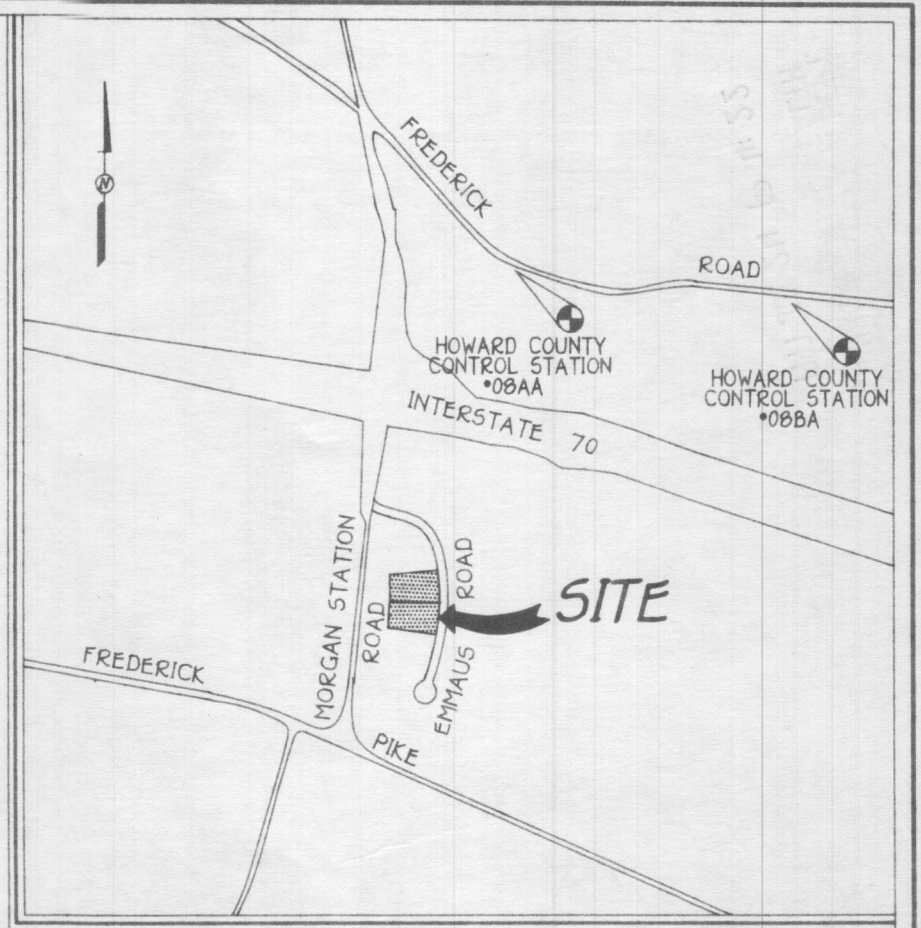 N
FREDERICK
ROAD
HOWARD COUNTY
CONTROL STATION
•08AA
HOWARD COUNTY
CONTROL STATION
•08BA
INTERSTATE 70
MORGAN STATION
ROAD
EMMAUS ROAD
SITE
FREDERICK
PIKE